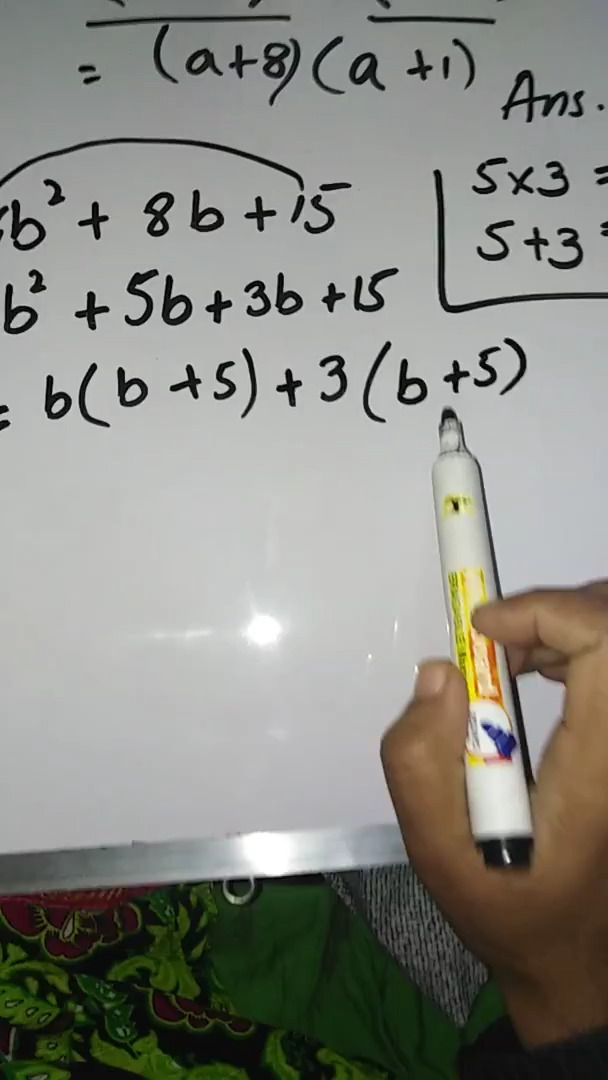 = (a+8)(a+1)
Ans.
b² + 8b + 15
b² + 5b + 3b + 15
= b(b+5) + 3(b+5)
5×3 =
5+3 =